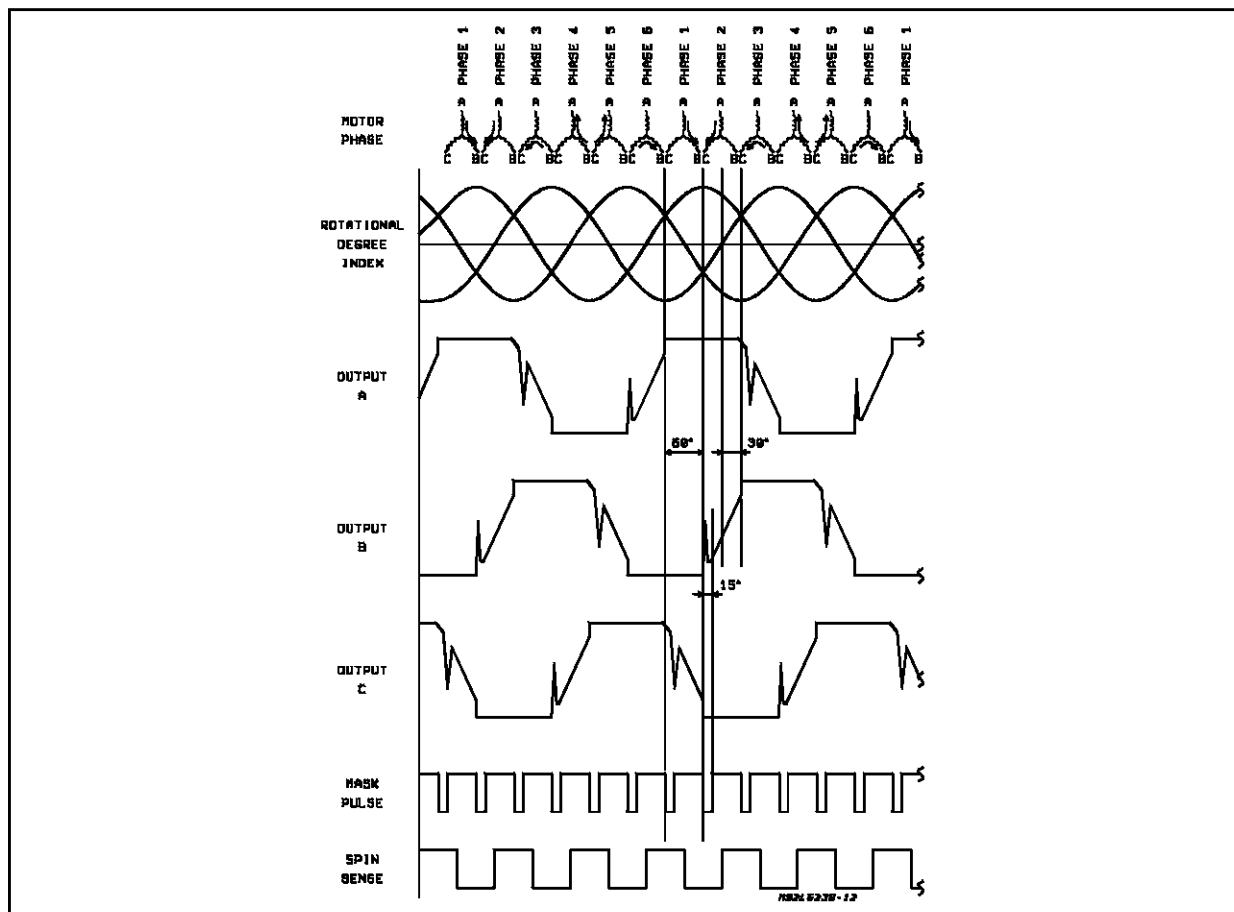 PHASE 1
PHASE 2
PHASE 3
PHASE 4
PHASE 5
PHASE 6
PHASE 1
PHASE 2
PHASE 3
PHASE 4
PHASE 5
PHASE 6
PHASE 1
MOTOR
PHASE
C B C B C B C B C B C B C B C B C B C B C B C B C B
ROTATIONAL
DEGREE
INDEX
OUTPUT
A
60° 30°
OUTPUT
B
15°
OUTPUT
C
MASK
PULSE
SPIN
SENSE